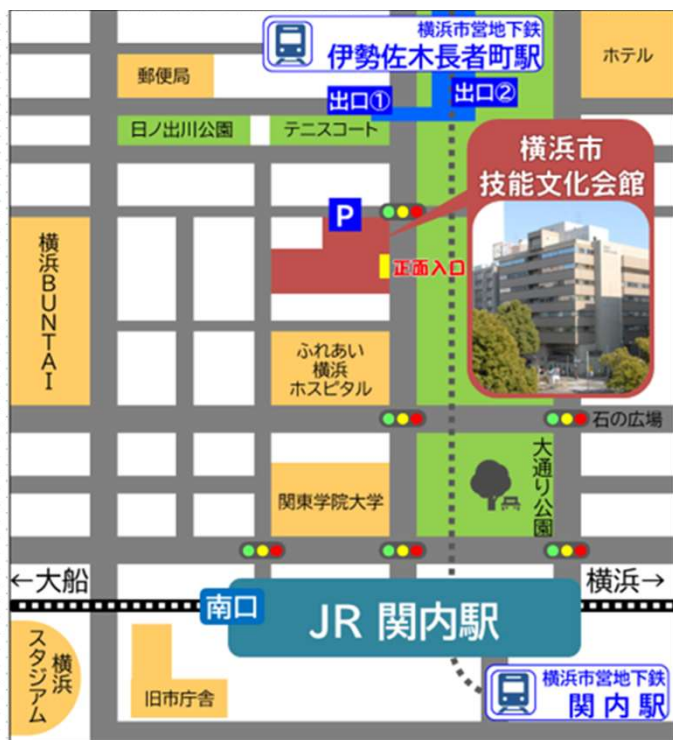 横浜市営地下鉄
伊勢佐木長者町駅
ホテル
郵便局
出口①
出口②
日ノ出川公園
テニスコート
横浜市
技能文化会館
P
横浜BUNTAI
正面入口
ふれあい
横浜
ホスピタル
石の広場
大通り公園
関東学院大学
←大船
横浜→
南口
JR 関内駅
横浜
スタジアム
旧市庁舎
横浜市営地下鉄
関内駅